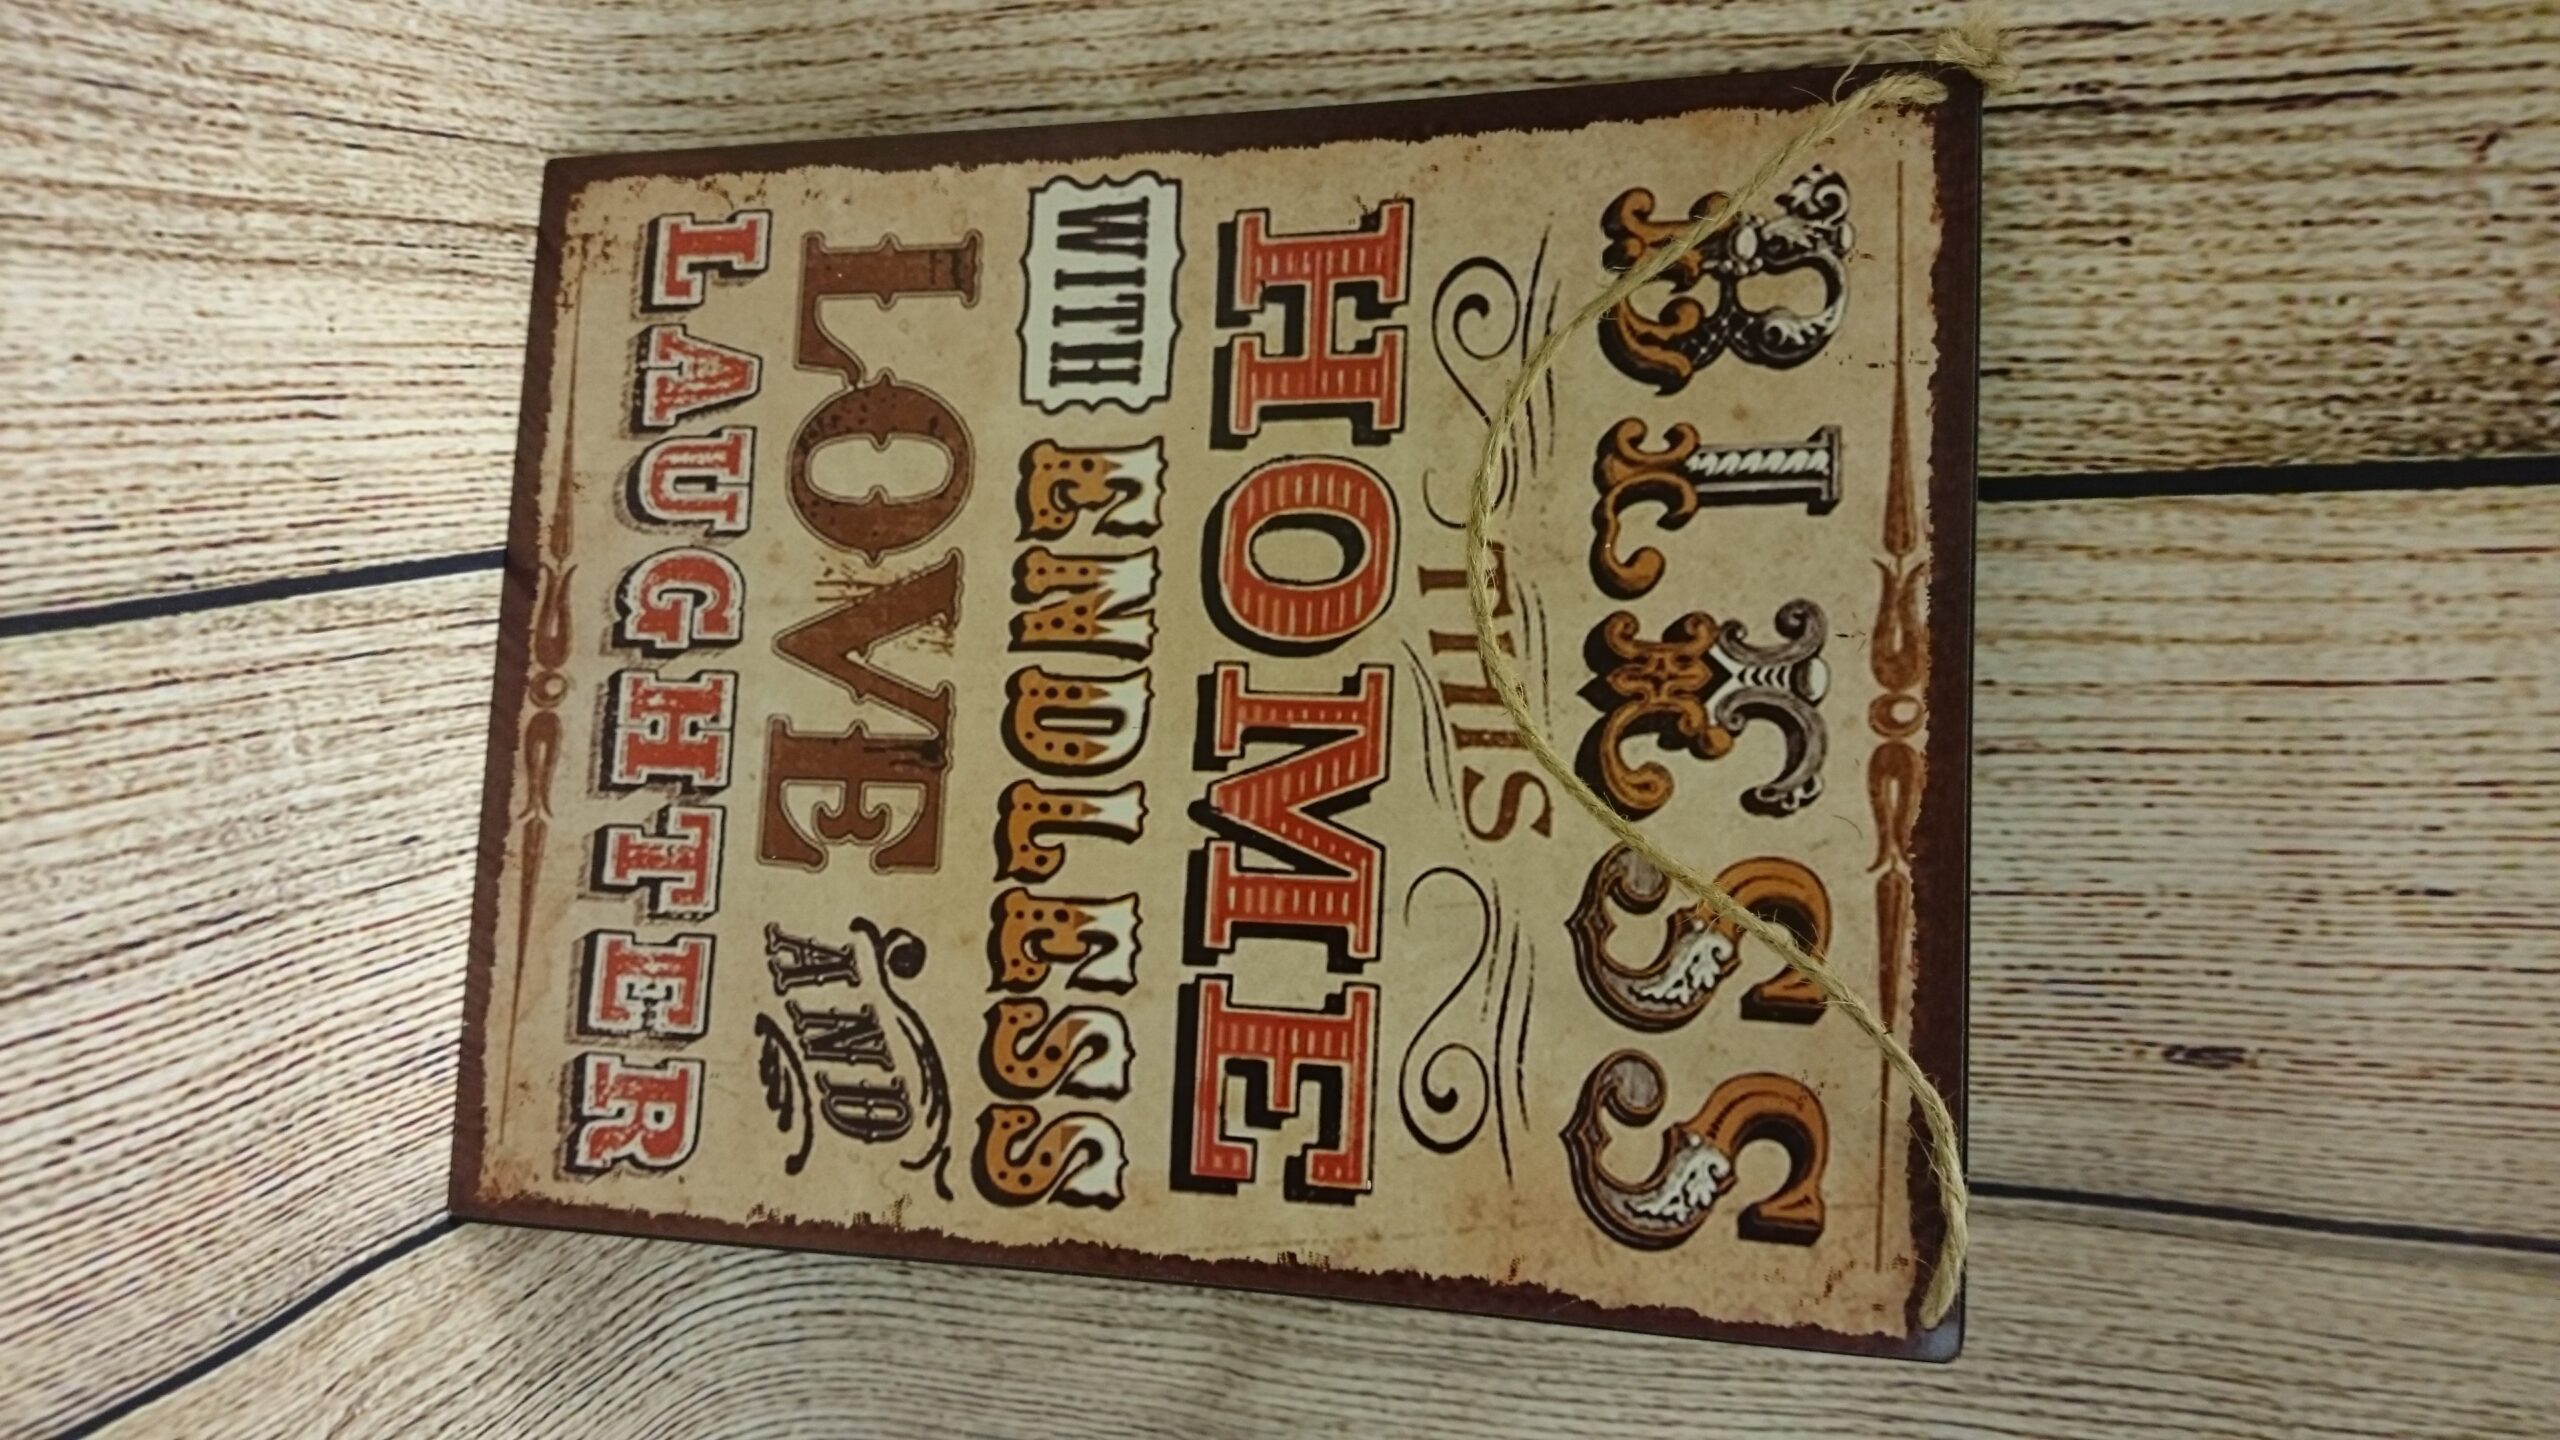 BLESS
THIS
HOME
WITH ENDLESS
LOVE AND
LAUGHTER